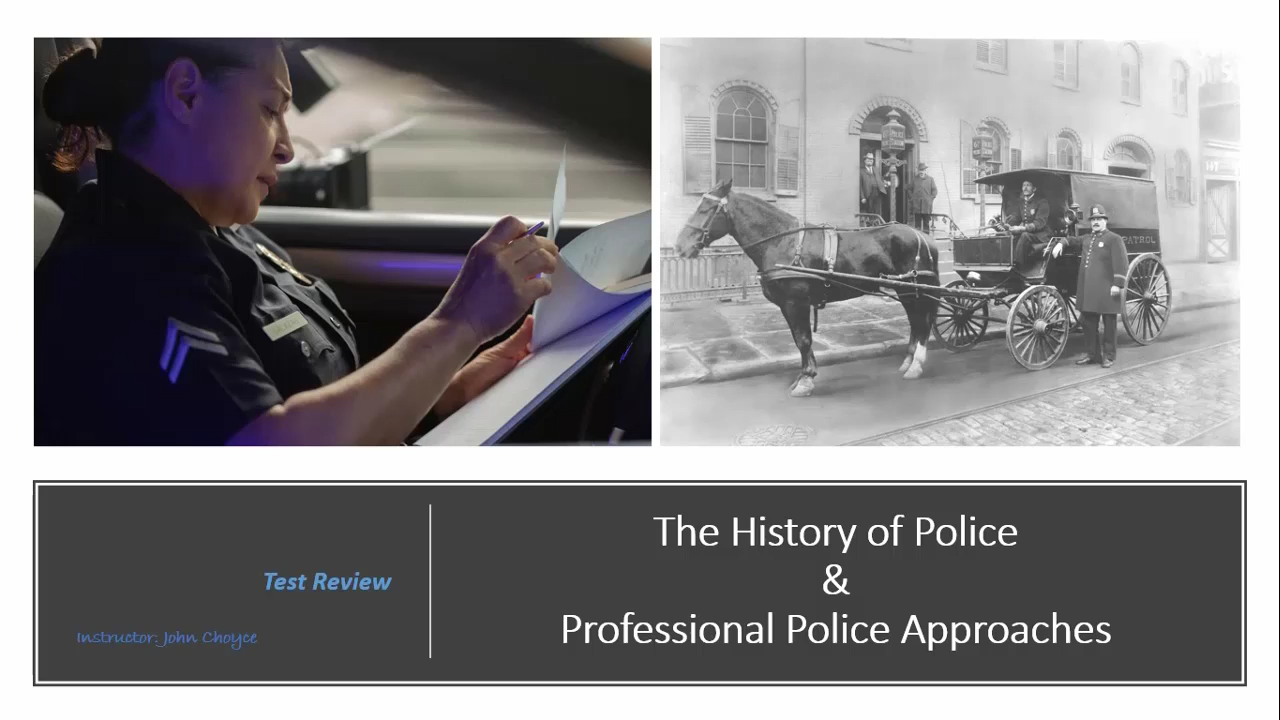 PATROL
Test Review
Instructor: John Choyce
The History of Police
&
Professional Police Approaches